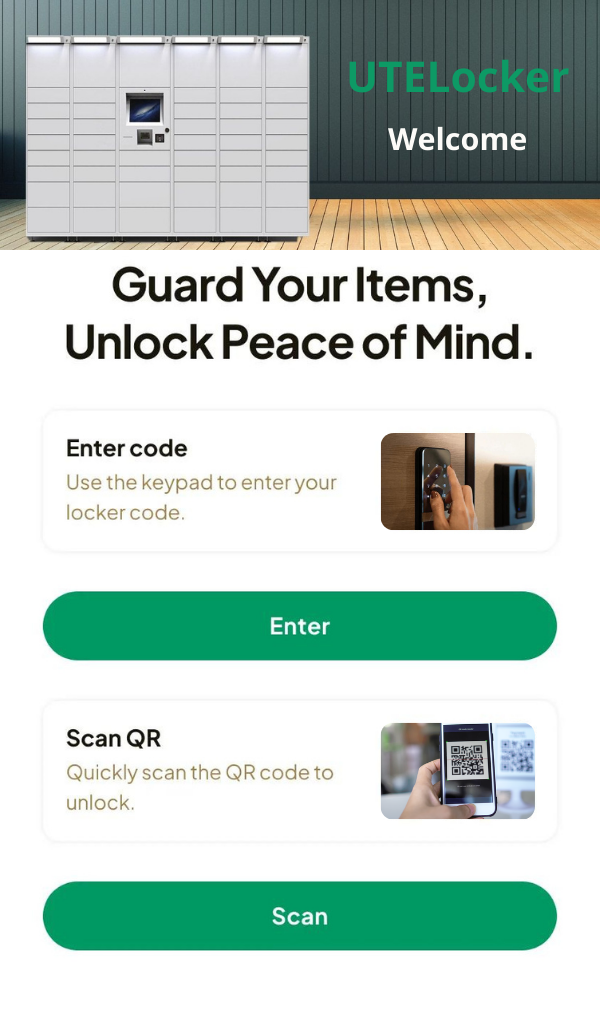 UTELocker
Welcome
Guard Your Items,
Unlock Peace of Mind.
Enter code
Use the keypad to enter your
locker code.
Enter
Scan QR
Quickly scan the QR code to
unlock.
Scan